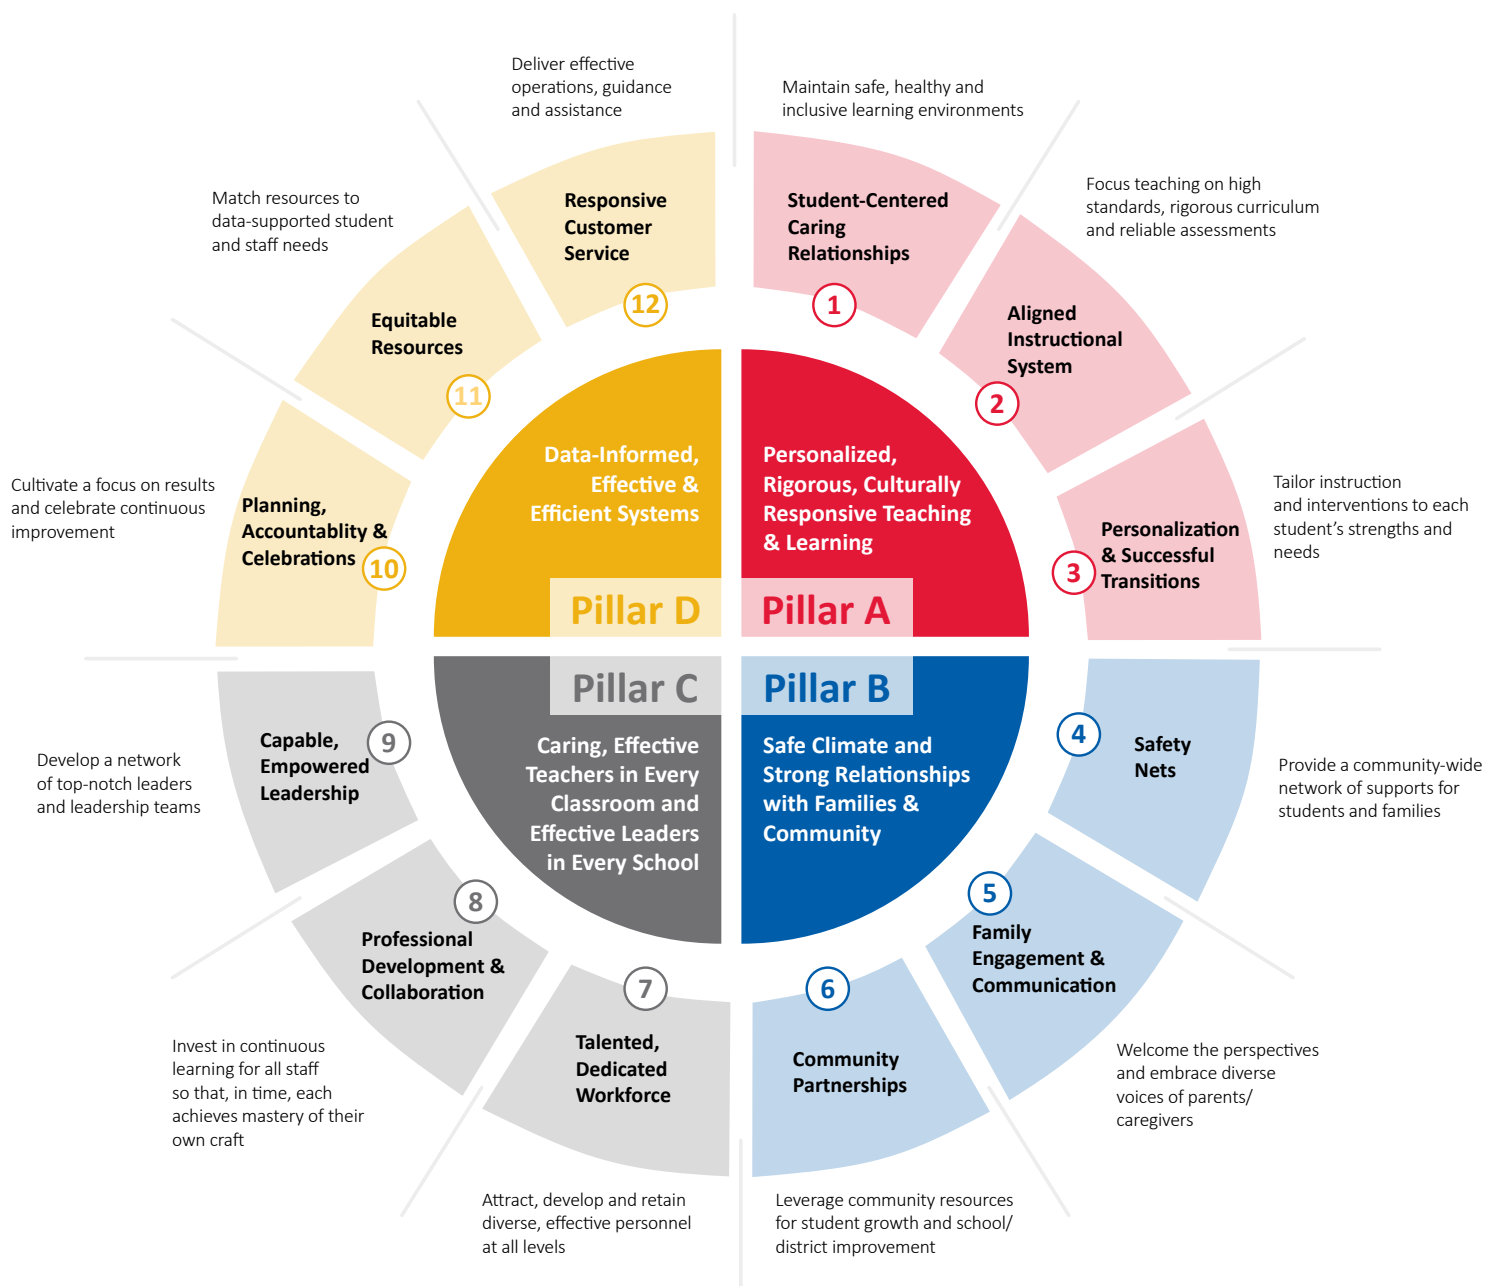 Deliver effective
operations, guidance
and assistance
Maintain safe, healthy and
inclusive learning environments
Match resources to
data-supported student
and staff needs
Responsive
Customer
Service
12
Student-Centered
Caring
Relationships
1
Focus teaching on high
standards, rigorous curriculum
and reliable assessments
Equitable
Resources
11
Aligned
Instructional
System
2
Cultivate a focus on results
and celebrate continuous
improvement
Planning,
Accountablity &
Celebrations
10
Data-Informed,
Effective &
Efficient Systems
Pillar D
Personalized,
Rigorous, Culturally
Responsive Teaching
& Learning
Pillar A
3
Personalization
& Successful
Transitions
Tailor instruction
and interventions to each
student's strengths and
needs
Develop a network
of top-notch leaders
and leadership teams
Capable,
Empowered
Leadership
9
Pillar C
Caring, Effective
Teachers in Every
Classroom and
Effective Leaders
in Every School
Pillar B
Safe Climate and
Strong Relationships
with Families &
Community
4
Safety
Nets
Provide a community-wide
network of supports for
students and families
8
Professional
Development &
Collaboration
5
Family
Engagement &
Communication
Invest in continuous
learning for all staff
so that, in time, each
achieves mastery of their
own craft
7
Talented,
Dedicated
Workforce
6
Community
Partnerships
Welcome the perspectives
and embrace diverse
voices of parents/
caregivers
Attract, develop and retain
diverse, effective personnel
at all levels
Leverage community resources
for student growth and school/
district improvement